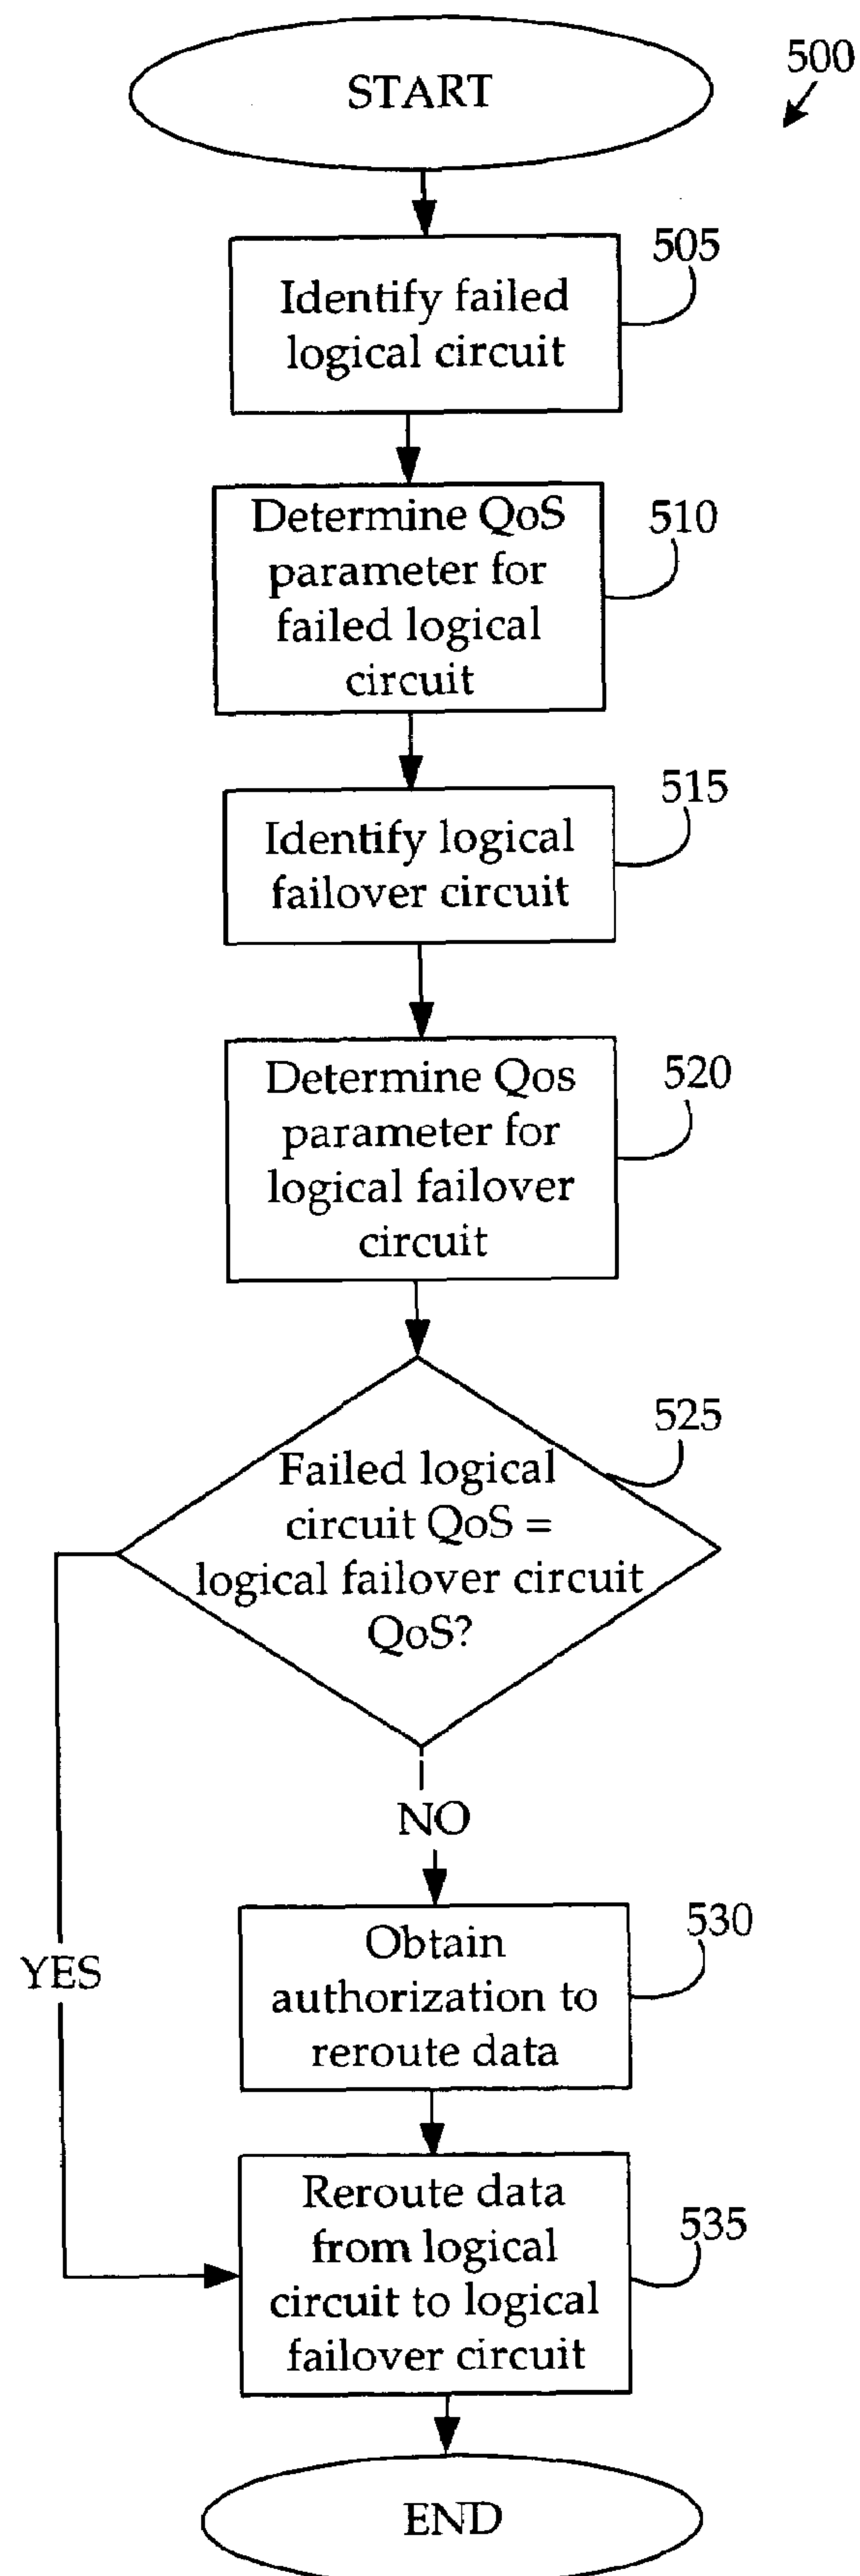 START
500
505
Identify failed
logical circuit
510
Determine QoS
parameter for
failed logical
circuit
515
Identify logical
failover circuit
520
Determine Qos
parameter for
logical failover
circuit
525
Failed logical
circuit QoS =
logical failover circuit
QoS?
NO
YES
530
Obtain
authorization to
reroute data
535
Reroute data
from logical
circuit to logical
failover circuit
END